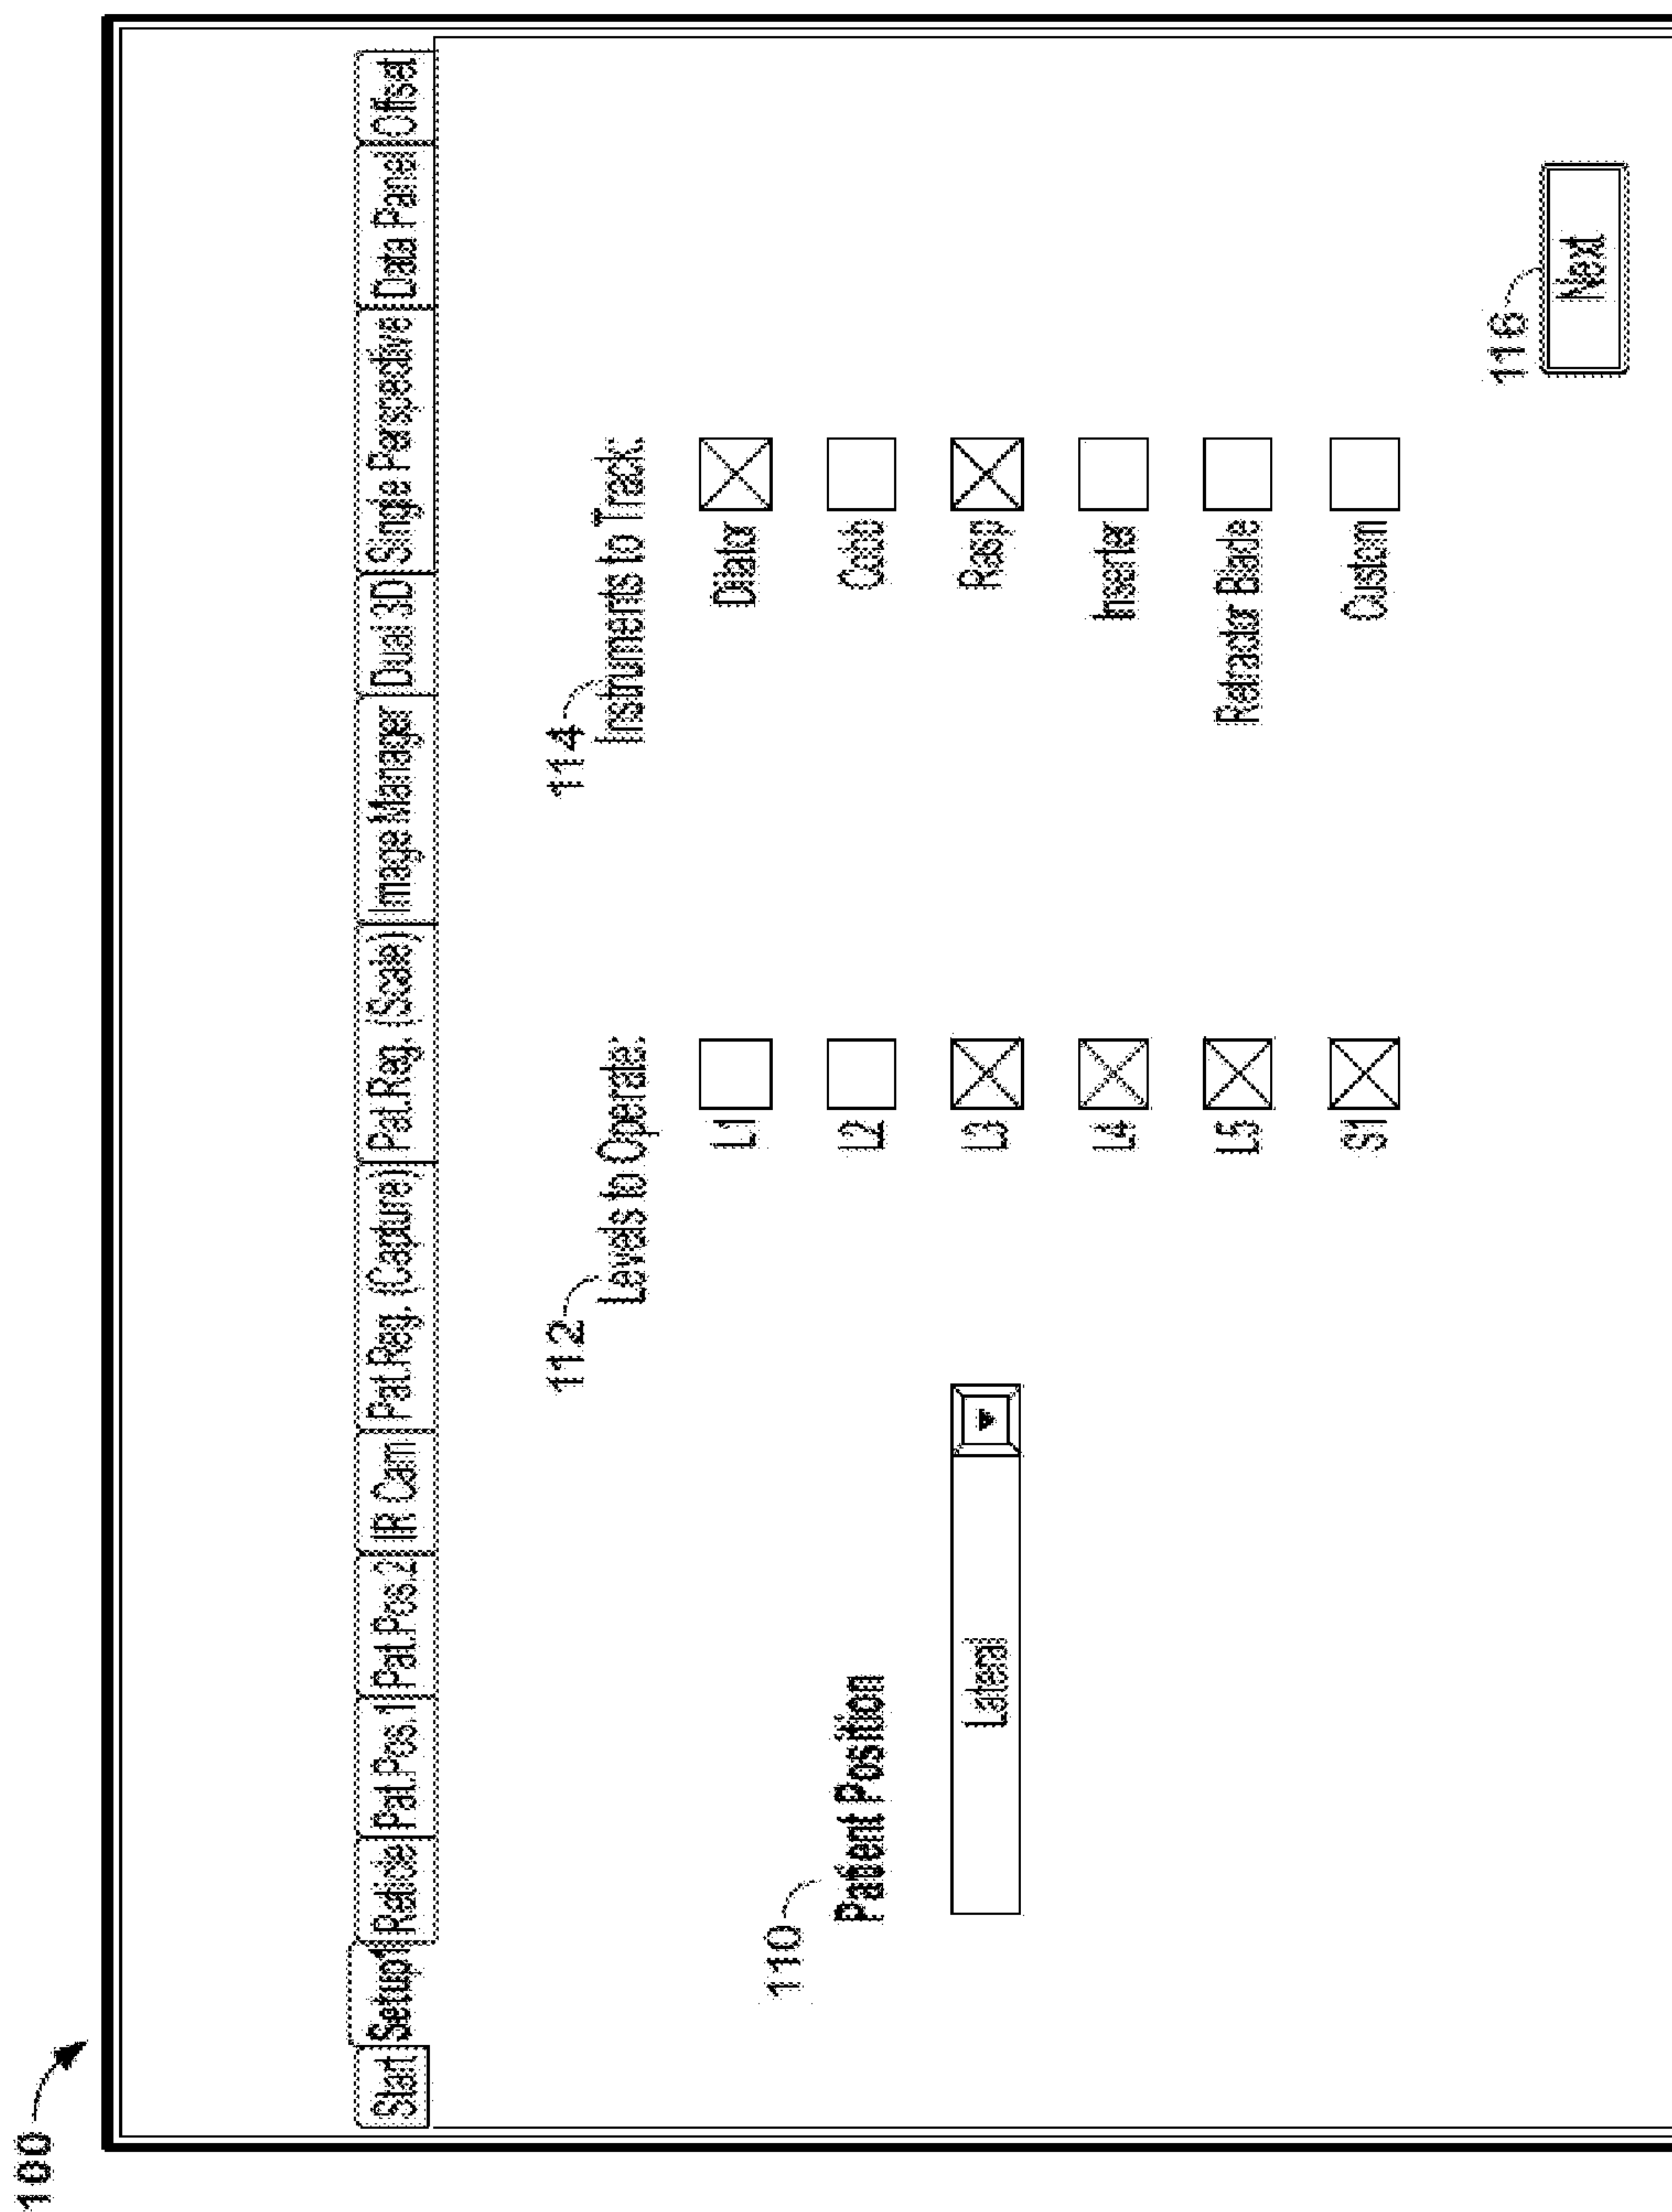 100
Start Setup1 Reticle Pat.Pos.1 Pat.Pos.2 IR Cam Pat.Reg. (Capture) Pat.Reg. (Scale) Image Manager Dual 3D Single Perspective Data Panel Offset
110
Patient Position
Lateral
112
Levels to Operate:
L1
L2
L3
L4
L5
S1
114
Instruments to Track:
Dilator
Cobb
Rasp
Inserter
Retractor Blade
Custom
116
Next